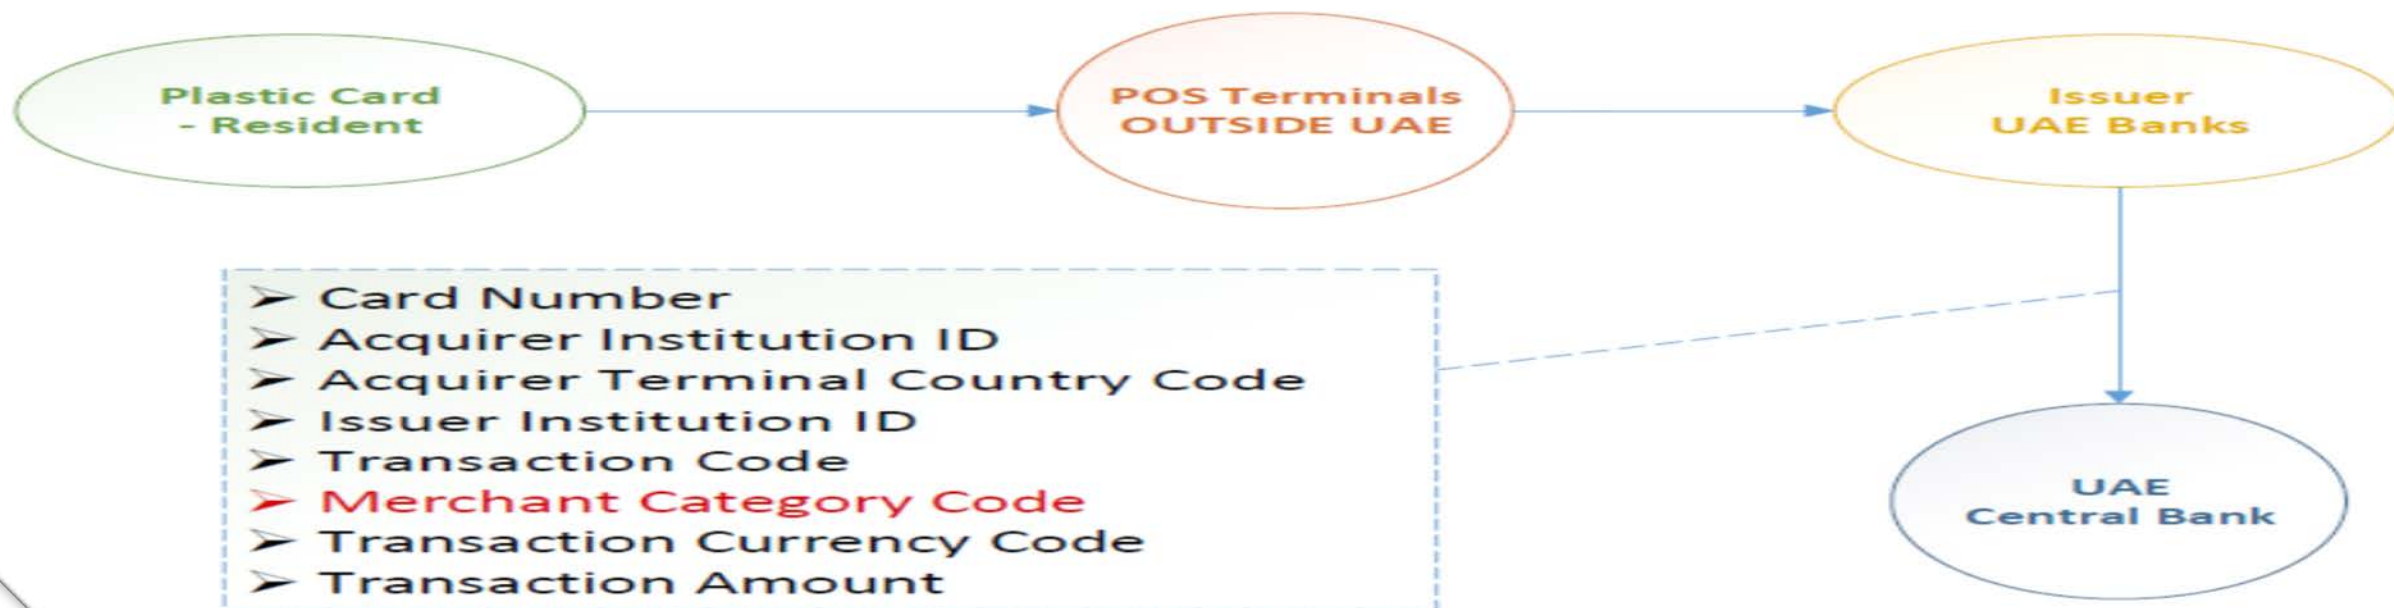 Plastic Card
- Resident
POS Terminals
OUTSIDE UAE
Issuer
UAE Banks
➢ Card Number
➢ Acquirer Institution ID
➢ Acquirer Terminal Country Code
➢ Issuer Institution ID
➢ Transaction Code
➢ Merchant Category Code
➢ Transaction Currency Code
➢ Transaction Amount
UAE
Central Bank